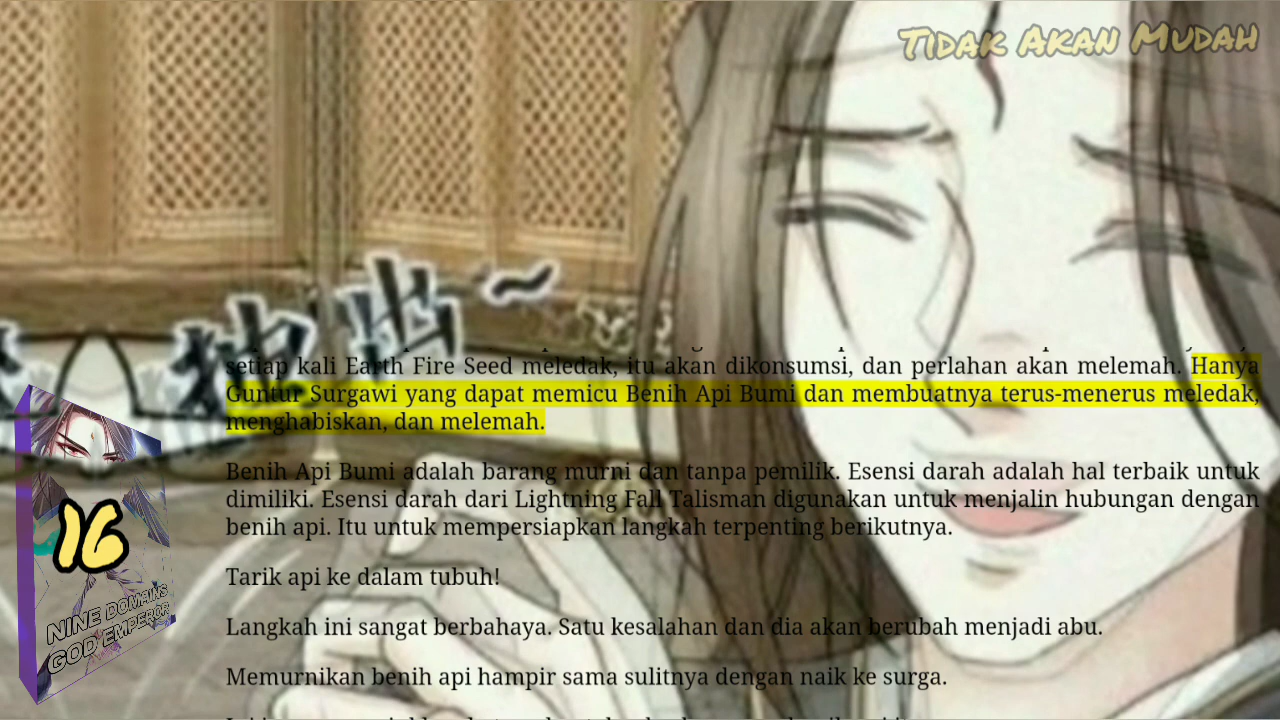 TIDAK AKAN MUDAH
setiap kali Earth Fire Seed meledak, itu akan dikonsumsi, dan perlahan akan melemah. Hanya
Guntur Surgawi yang dapat memicu Benih Api Bumi dan membuatnya terus-menerus meledak,
menghabiskan, dan melemah.
Benih Api Bumi adalah barang murni dan tanpa pemilik. Esensi darah adalah hal terbaik untuk
dimiliki. Esensi darah dari Lightning Fall Talisman digunakan untuk menjalin hubungan dengan
benih api. Itu untuk mempersiapkan langkah terpenting berikutnya.
Tarik api ke dalam tubuh!
Langkah ini sangat berbahaya. Satu kesalahan dan dia akan berubah menjadi abu.
Memurnikan benih api hampir sama sulitnya dengan naik ke surga.
16
NINE DOMAINS
GOD EMPEROR